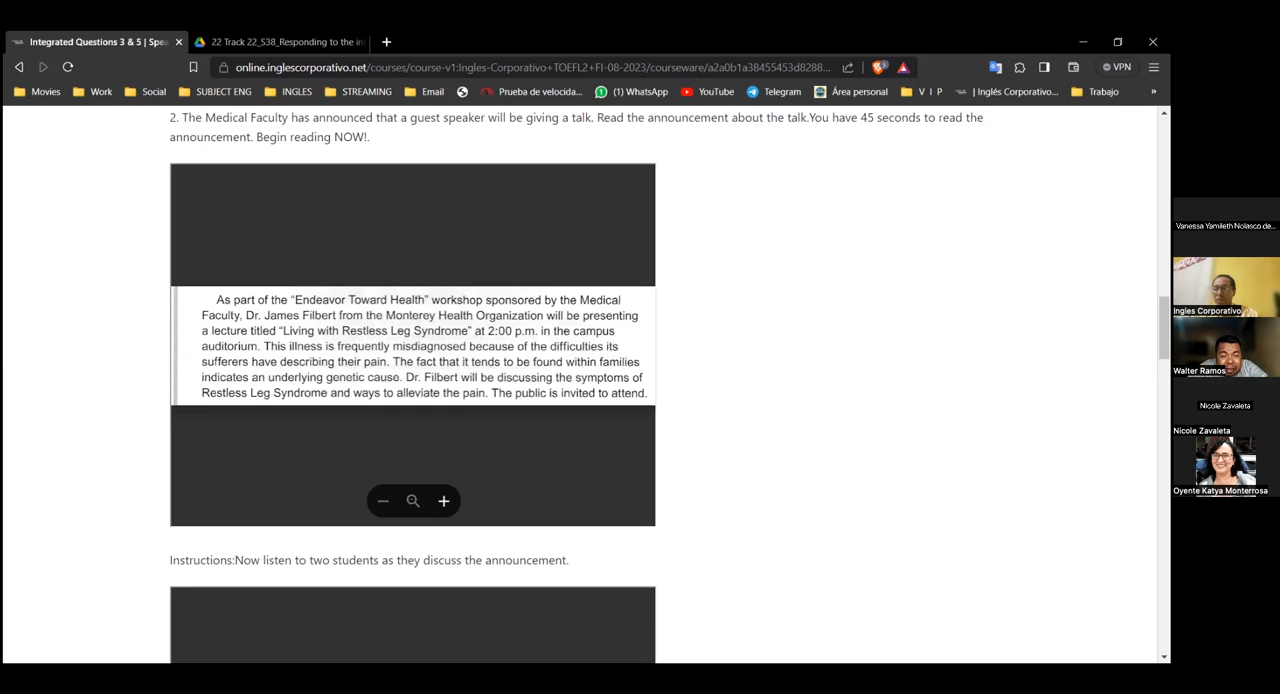 Integrated Questions 3 & 5 | Spea
22 Track 22_S38_Responding to the int
online.inglescorporativo.net/courses/course-v1:Ingles-Corporativo+TOEFL2+FI-08-2023/courseware/a2a0b1a38455453d8288...
VPN
Movies
Work
Social
SUBJECT ENG
INGLES
STREAMING
Email
Prueba de velocida...
(1) WhatsApp
YouTube
Telegram
Área personal
V I P
| Inglés Corporativo...
Trabajo
»
2. The Medical Faculty has announced that a guest speaker will be giving a talk. Read the announcement about the talk.You have 45 seconds to read the
announcement. Begin reading NOW!.
As part of the “Endeavor Toward Health” workshop sponsored by the Medical
Faculty, Dr. James Filbert from the Monterey Health Organization will be presenting
a lecture titled “Living with Restless Leg Syndrome” at 2:00 p.m. in the campus
auditorium. This illness is frequently misdiagnosed because of the difficulties its
sufferers have describing their pain. The fact that it tends to be found within families
indicates an underlying genetic cause. Dr. Filbert will be discussing the symptoms of
Restless Leg Syndrome and ways to alleviate the pain. The public is invited to attend.
Instructions:Now listen to two students as they discuss the announcement.
Vanessa Yamileth Nolasco de...
Ingles Corporativo
Walter Ramos
Nicole Zavaleta
Nicole Zavaleta
Oyente Katya Monterrosa